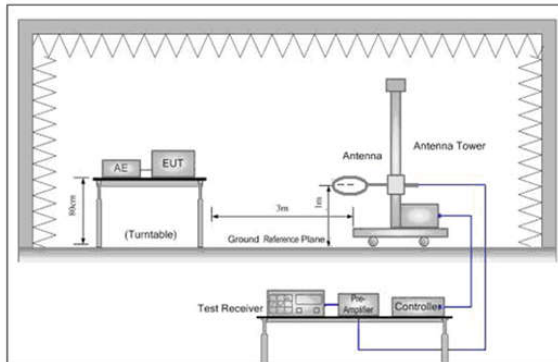 AE
EUT
80cm
(Turntable)
3m
Antenna
Antenna Tower
1m
Ground Reference Plane
Test Receiver
Pre-
Amplifier
Controller